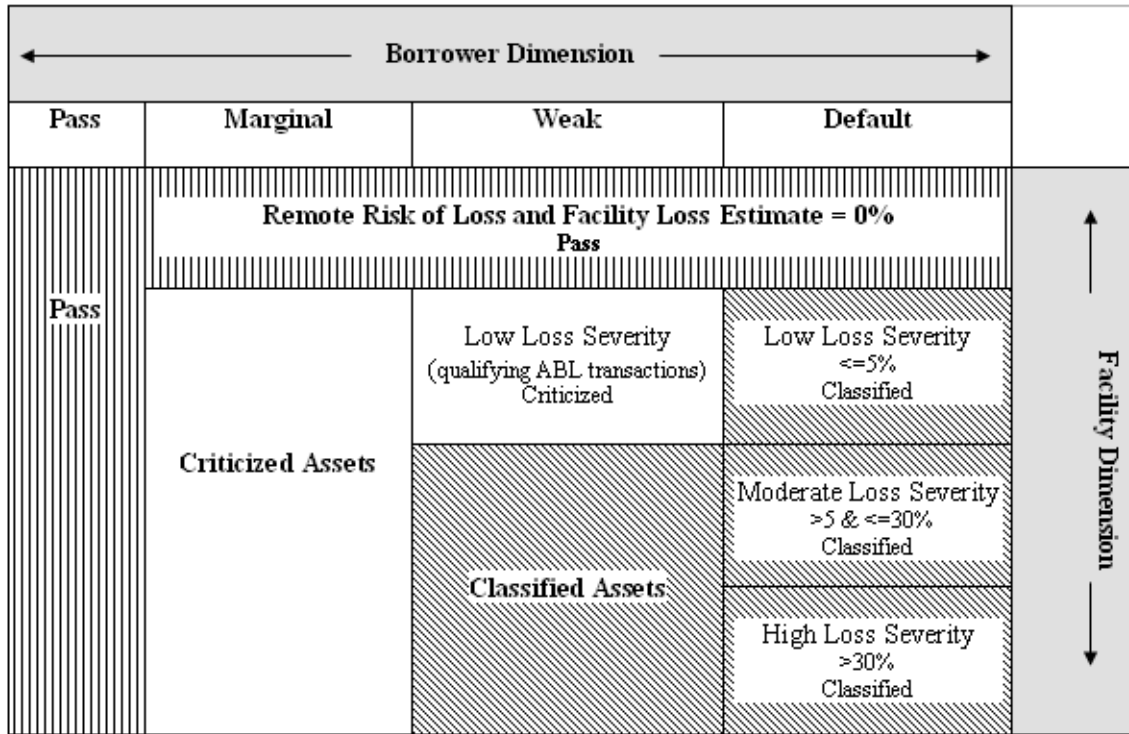 Borrower Dimension
Pass
Marginal
Weak
Default
Remote Risk of Loss and Facility Loss Estimate = 0%
Pass
Pass
Criticized Assets
Low Loss Severity
(qualifying ABL transactions)
Criticized
Classified Assets
Low Loss Severity
<=5%
Classified
Moderate Loss Severity
>5 & <=30%
Classified
High Loss Severity
>30%
Classified
Facility Dimension